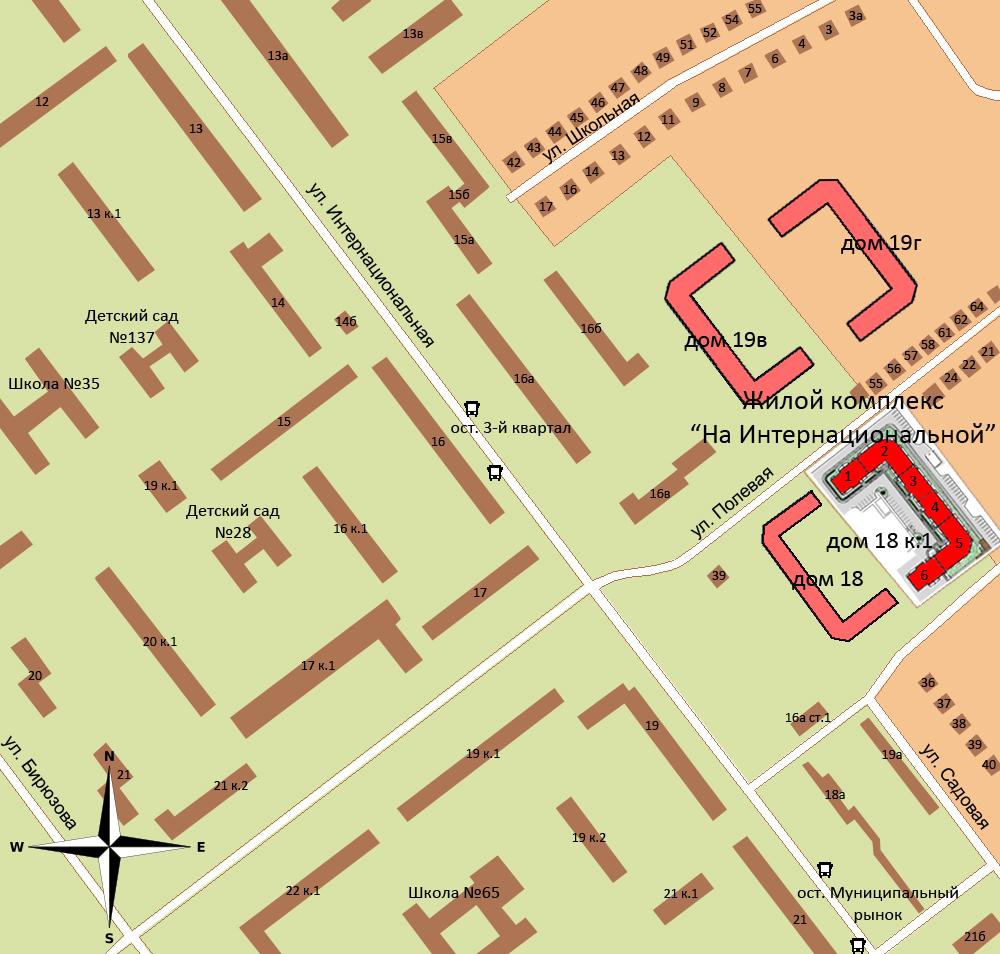 55
54
52
51
49
48
47
46
45
44
43
42
3а
3
4
6
7
8
9
11
12
13
14
16
17
ул. Школьная
13а
13в
12
13
15в
15б
15а
13 к.1
ул. Интернациональная
14
14б
16б
16а
дом 19г
дом 19в
64
62
61
58
57
56
55
21
22
24
Детский сад
№137
Школа №35
15
16
ост. 3-й квартал
Жилой комплекс
“На Интернациональной”
1
2
3
4
5
6
19 к.1
Детский сад
№28
16 к.1
16в
ул. Полевая
дом 18 к.1
дом 18
39
17
20 к.1
20
17 к.1
36
37
38
39
40
16а ст.1
19
19а
ул. Садовая
18а
19 к.1
ул. Бирюзова
21
21 к.2
N
W
E
S
19 к.2
22 к.1
Школа №65
21 к.1
ост. Муниципальный
рынок
21
21б